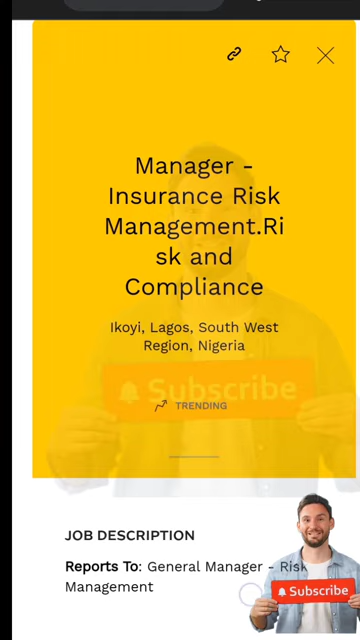 Manager -
Insurance Risk
Management.Ri
sk and
Compliance
Ikoyi, Lagos, South West
Region, Nigeria
Subscribe
TRENDING
JOB DESCRIPTION
Reports To: General Manager - Risk
Management
Subscribe